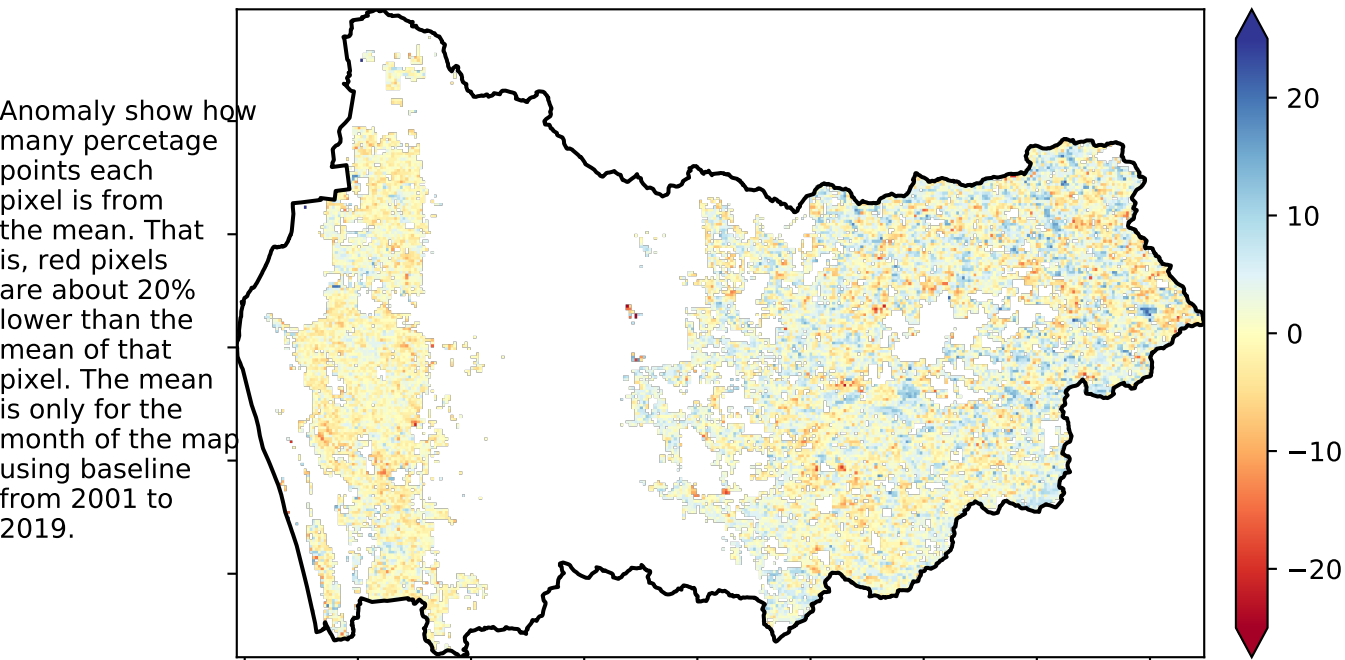 Anomaly show how
many percetage
points each
pixel is from
the mean. That
is, red pixels
are about 20%
lower than the
mean of that
pixel. The mean
is only for the
month of the map
using baseline
from 2001 to
2019.
20
10
0
−10
−20